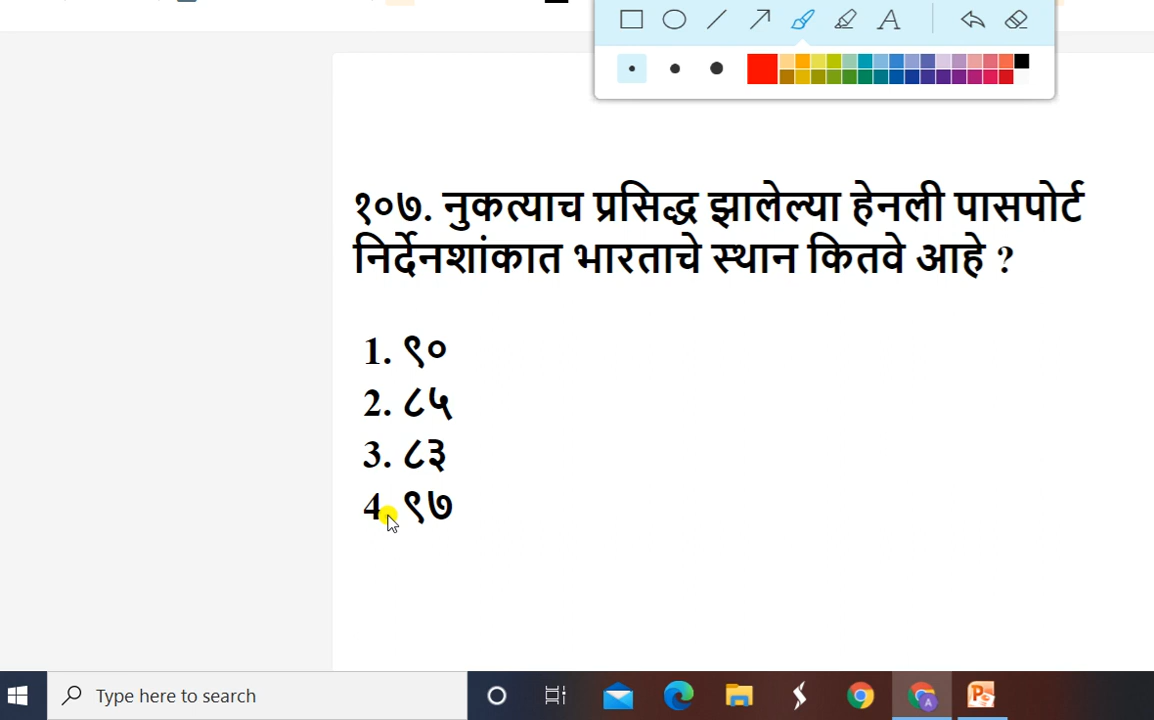 A
१०७. नुकत्याच प्रसिद्ध झालेल्या हेनली पासपोर्ट
निर्देनशांकात भारताचे स्थान कितवे आहे ?
1. ९०
2. ८५
3. ८३
4. ९७
Type here to search